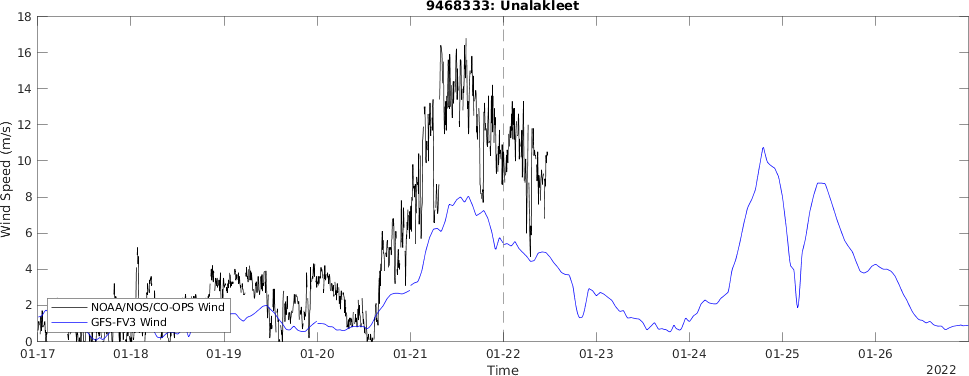 9468333: Unalakleet
18
16
14
12
10
8
6
4
2
0
Wind Speed (m/s)
NOAA/NOS/CO-OPS Wind
GFS-FV3 Wind
01-17 01-18 01-19 01-20 01-21 01-22 01-23 01-24 01-25 01-26
Time
2022